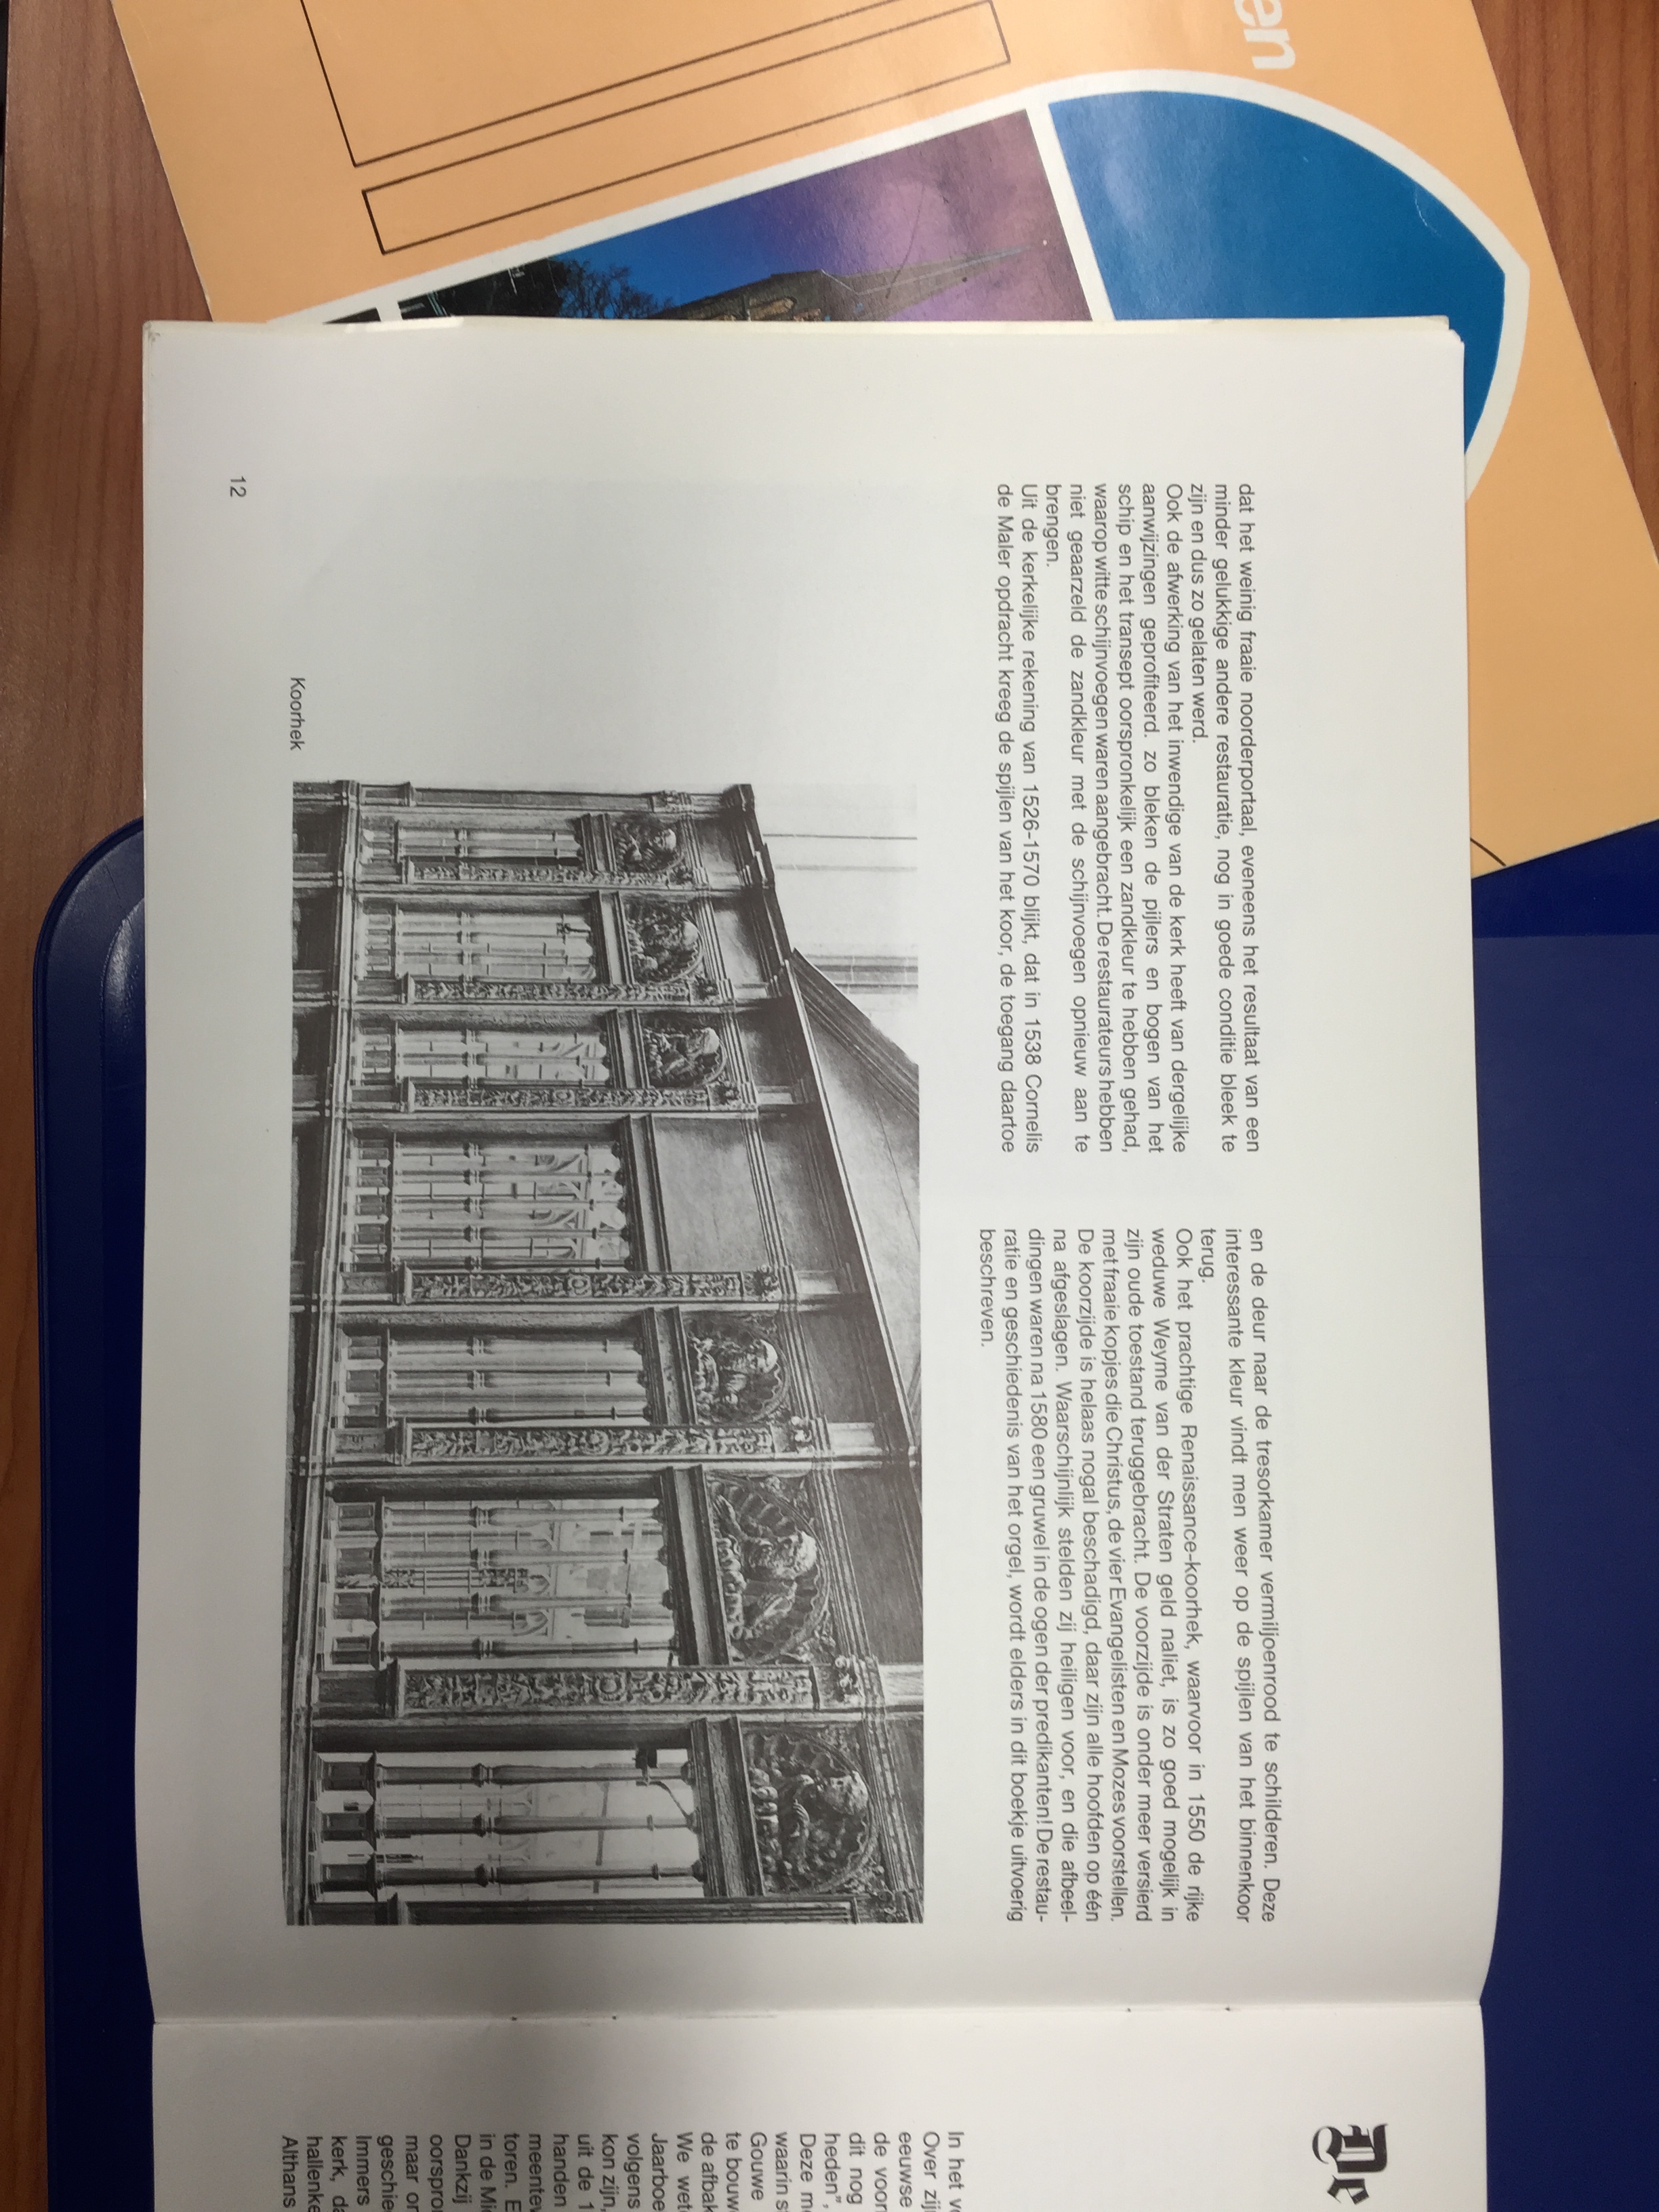 en
dat het weinig fraaie noorderportaal, eveneens het resultaat van een
minder gelukkige andere restauratie, nog in goede conditie bleek te
zijn en dus zo gelaten werd.
Ook de afwerking van het inwendige van de kerk heeft van dergelijke
aanwijzingen geprofiteerd. zo bleken de pijlers en bogen van het
schip en het transept oorspronkelijk een zandkleur te hebben gehad,
waarop witte schijnvoegen waren aangebracht. De restaurateurs hebben
niet geaarzeld de zandkleur met de schijnvoegen opnieuw aan te
brengen.
Uit de kerkelijke rekening van 1526-1570 blijkt, dat in 1538 Cornelis
de Maler opdracht kreeg de spijlen van het koor, de toegang daartoe
en de deur naar de tresorkamer vermiljoenrood te schilderen. Deze
interessante kleur vindt men weer op de spijlen van het binnenkoor
terug.
Ook het prachtige Renaissance-koorhek, waarvoor in 1550 de rijke
weduwe Weyme van der Straten geld naliet, is zo goed mogelijk in
zijn oude toestand teruggebracht. De voorzijde is onder meer versierd
met fraaie kopjes die Christus, de vier Evangelisten en Mozes voorstellen.
De koorzijde is helaas nogal beschadigd, daar zijn alle hoofden op één
na afgeslagen. Waarschijnlijk stelden zij heiligen voor, en die afbeel-
dingen waren na 1580 een gruwel in de ogen der predikanten! De restau-
ratie en geschiedenis van het orgel, wordt elders in dit boekje uitvoerig
beschreven.
Koorhek
12
In het
Over zij
eeuwse
de voor
dit nog
heden",
Deze
waarin
Gouwe
te bouw
de afbak
We
Jaarboe
volgens
kon zijn,
uit de 1
handen
meente
toren. E
in de
Dankzij
oorspro
maar
geschie
Immers
kerk,
hallenke
Althans